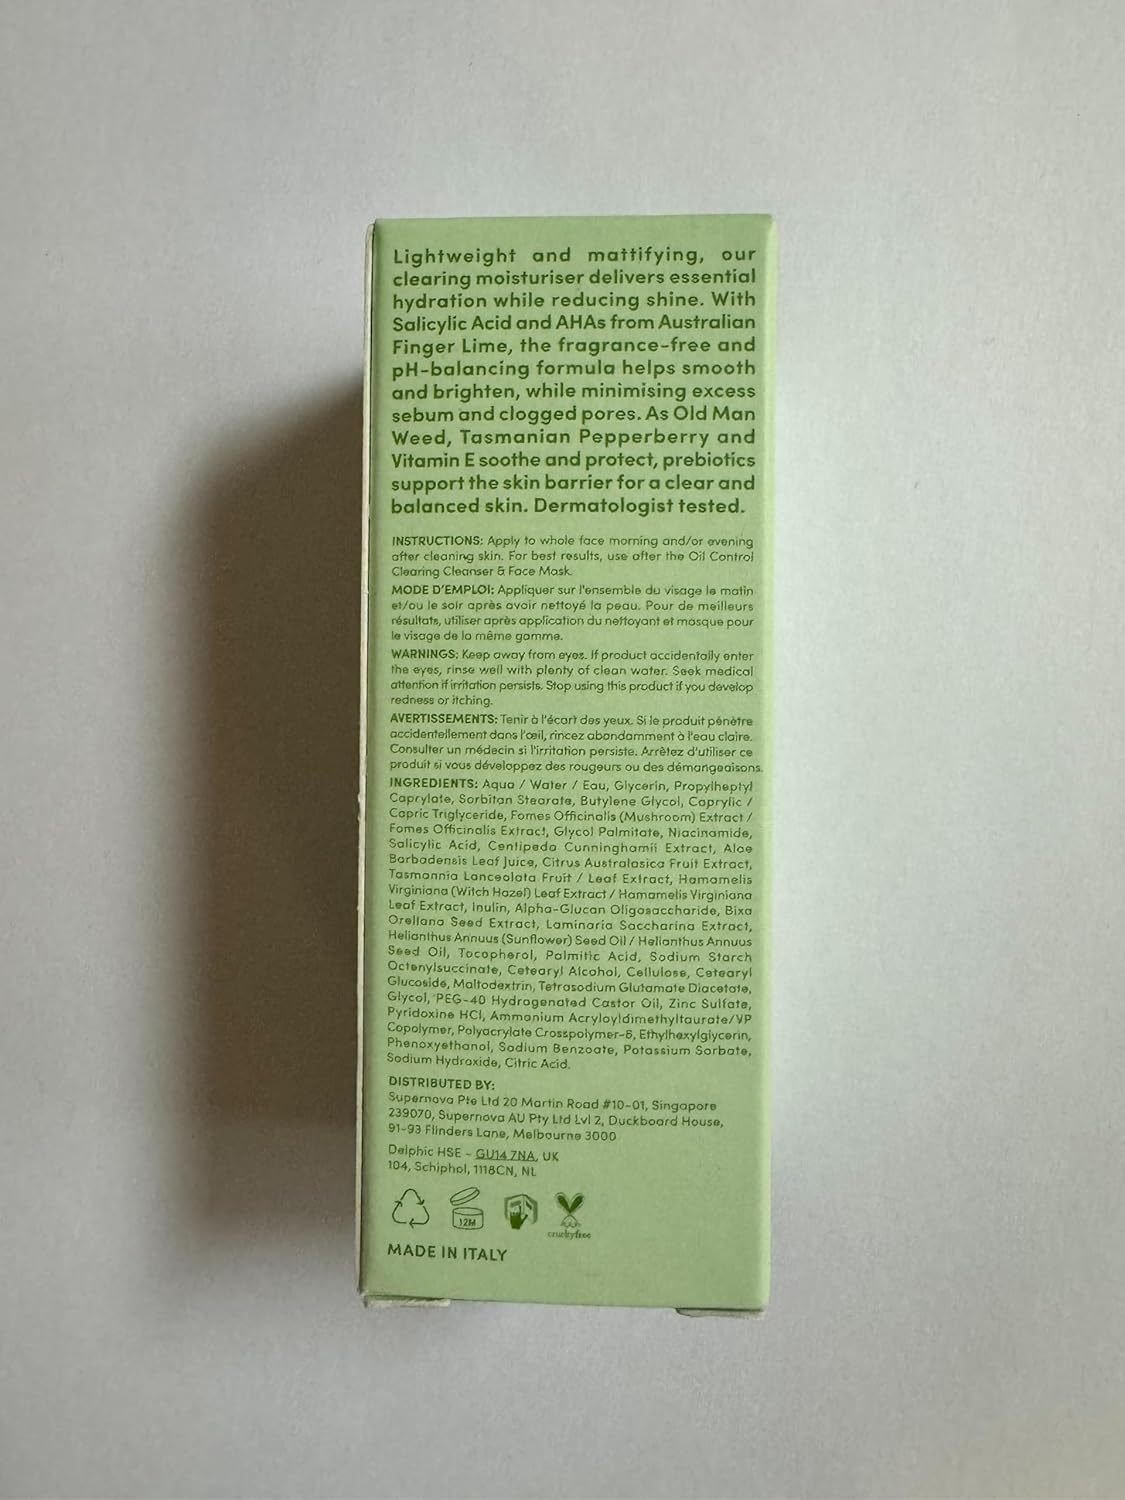 Lightweight and mattifying, our
clearing moisturiser delivers essential
hydration while reducing shine. With
Salicylic Acid and AHAs from Australian
Finger Lime, the fragrance-free and
pH-balancing formula helps smooth
and brighten, while minimising excess
sebum and clogged pores. As Old Man
Weed, Tasmanian Pepperberry and
Vitamin E soothe and protect, prebiotics
support the skin barrier for a clear and
balanced skin. Dermatologist tested.
INSTRUCTIONS: Apply to whole face morning and/or evening
after cleaning skin. For best results, use after the Oil Control
Clearing Cleanser & Face Mask.
MODE D'EMPLOI: Appliquer sur l'ensemble du visage le matin
et/ou le soir après avoir nettoyé la peau. Pour de meilleurs
résultats, utiliser après application du nettoyant et masque pour
le visage de la même gamme.
WARNINGS: Keep away from eyes. If product accidentally enter
the eyes, rinse well with plenty of clean water. Seek medical
attention if irritation persists. Stop using this product if you develop
redness or itching.
AVERTISSEMENTS: Tenir à l'écart des yeux. Si le produit pénètre
accidentellement dans l'œil, rincez abondamment à l'eau claire.
Consulter un médecin si l'irritation persiste. Arrêtez d'utiliser ce
produit si vous développez des rougeurs ou des démangeaisons.
INGREDIENTS: Aqua / Water / Eau, Glycerin, Propylheptyl
Caprylate, Sorbitan Stearate, Butylene Glycol, Caprylic /
Capric Triglyceride, Fomes Officinalis (Mushroom) Extract /
Fomes Officinalis Extract, Glycol Palmitate, Niacinamide,
Salicylic Acid, Centipeda Cunninghamii Extract, Aloe
Barbadensis Leaf Juice, Citrus Australasica Fruit Extract,
Tasmannia Lanceolata Fruit / Leaf Extract, Hamamelis
Virginiana (Witch Hazel) Leaf Extract / Hamamelis Virginiana
Leaf Extract, Inulin, Alpha-Glucan Oligosaccharide, Bixa
Orellana Seed Extract, Laminaria Saccharina Extract,
Helianthus Annuus (Sunflower) Seed Oil / Helianthus Annuus
Seed Oil, Tocopherol, Palmitic Acid, Sodium Starch
Octenylsuccinate, Cetearyl Alcohol, Cellulose, Cetearyl
Glucoside, Maltodextrin, Tetrasodium Glutamate Diacetate,
Glycol, PEG-40 Hydrogenated Castor Oil, Zinc Sulfate,
Pyridoxine HCl, Ammonium Acryloyldimethyltaurate/VP
Copolymer, Polyacrylate Crosspolymer-6, Ethylhexylglycerin,
Phenoxyethanol, Sodium Benzoate, Potassium Sorbate,
Sodium Hydroxide, Citric Acid.
DISTRIBUTED BY:
Supernova Pte Ltd 20 Martin Road #10-01, Singapore
239070, Supernova AU Pty Ltd Lvl 2, Duckboard House,
91-93 Flinders Lane, Melbourne 3000
Delphic HSE - GU14 7NA, UK
104, Schiphol, 1118CN, NL
12M
crueltyfree
MADE IN ITALY